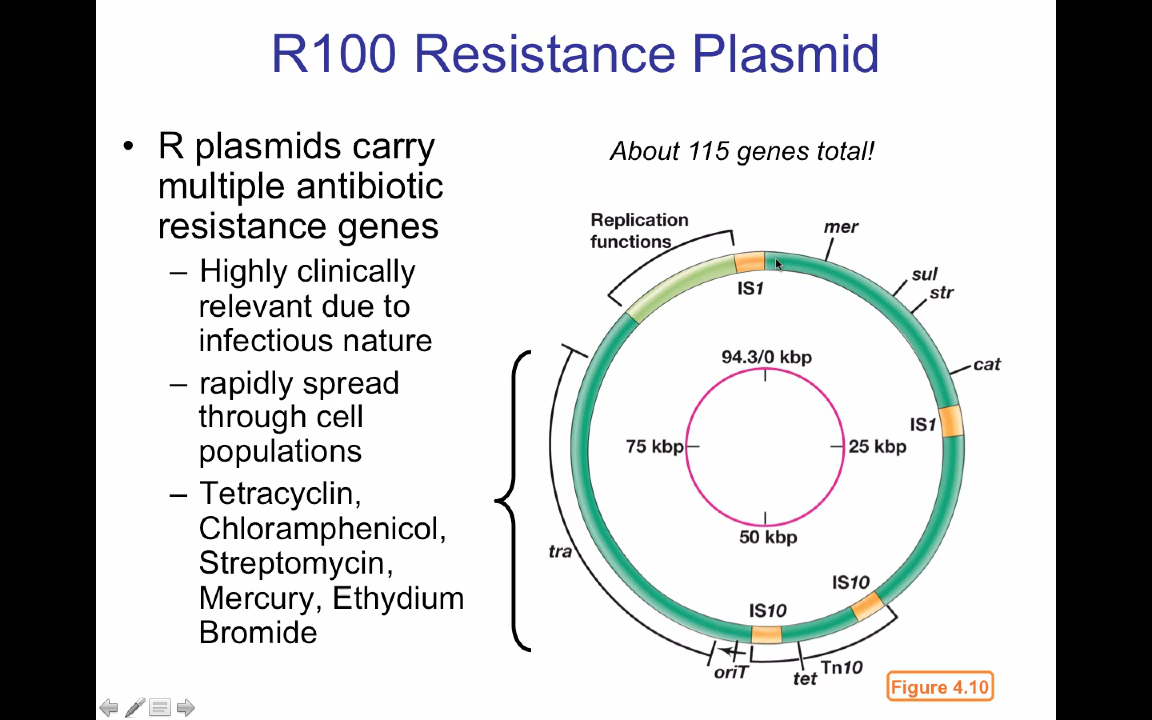 R100 Resistance Plasmid
• R plasmids carry
multiple antibiotic
resistance genes
– Highly clinically
relevant due to
infectious nature
– rapidly spread
through cell
populations
– Tetracyclin,
Chloramphenicol,
Streptomycin,
Mercury, Ethydium
Bromide
About 115 genes total!
Replication
functions
mer
IS1
sul
str
94.3/0 kbp
cat
IS1
75 kbp
25 kbp
50 kbp
tra
IS10
IS10
oriT
tet
Tn10
Figure 4.10